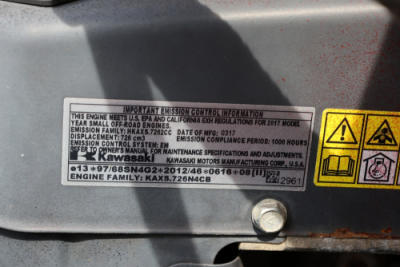 IMPORTANT EMISSION CONTROL INFORMATION
THIS ENGINE MEETS U.S. EPA AND CALIFORNIA EXH REGULATIONS FOR 2017 MODEL
YEAR SMALL OFF-ROAD ENGINES.
ENGINE FAMILY: HKAXS.7262CC DATE OF MFG: 0317
DISPLACEMENT: 726 cm3 EMISSION COMPLIANCE PERIOD: 1000 HOURS
EMISSION CONTROL SYSTEM: EM
REFER TO OWNER'S MANUAL FOR MAINTENANCE SPECIFICATIONS AND ADJUSTMENTS.
Kawasaki KAWASAKI MOTORS MANUFACTURING CORP., U.S.A.
e13*97/68SN4G2*2012/46*0616*08
ENGINE FAMILY: KAXS.726N4CB
2961